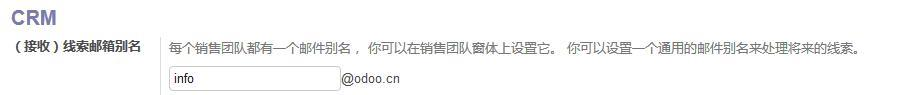 CRM
（接收）线索邮箱别名
每个销售团队都有一个邮件别名， 你可以在销售团队窗体上设置它。 你可以设置一个通用的邮件别名来处理将来的线索。
info@odoo.cn